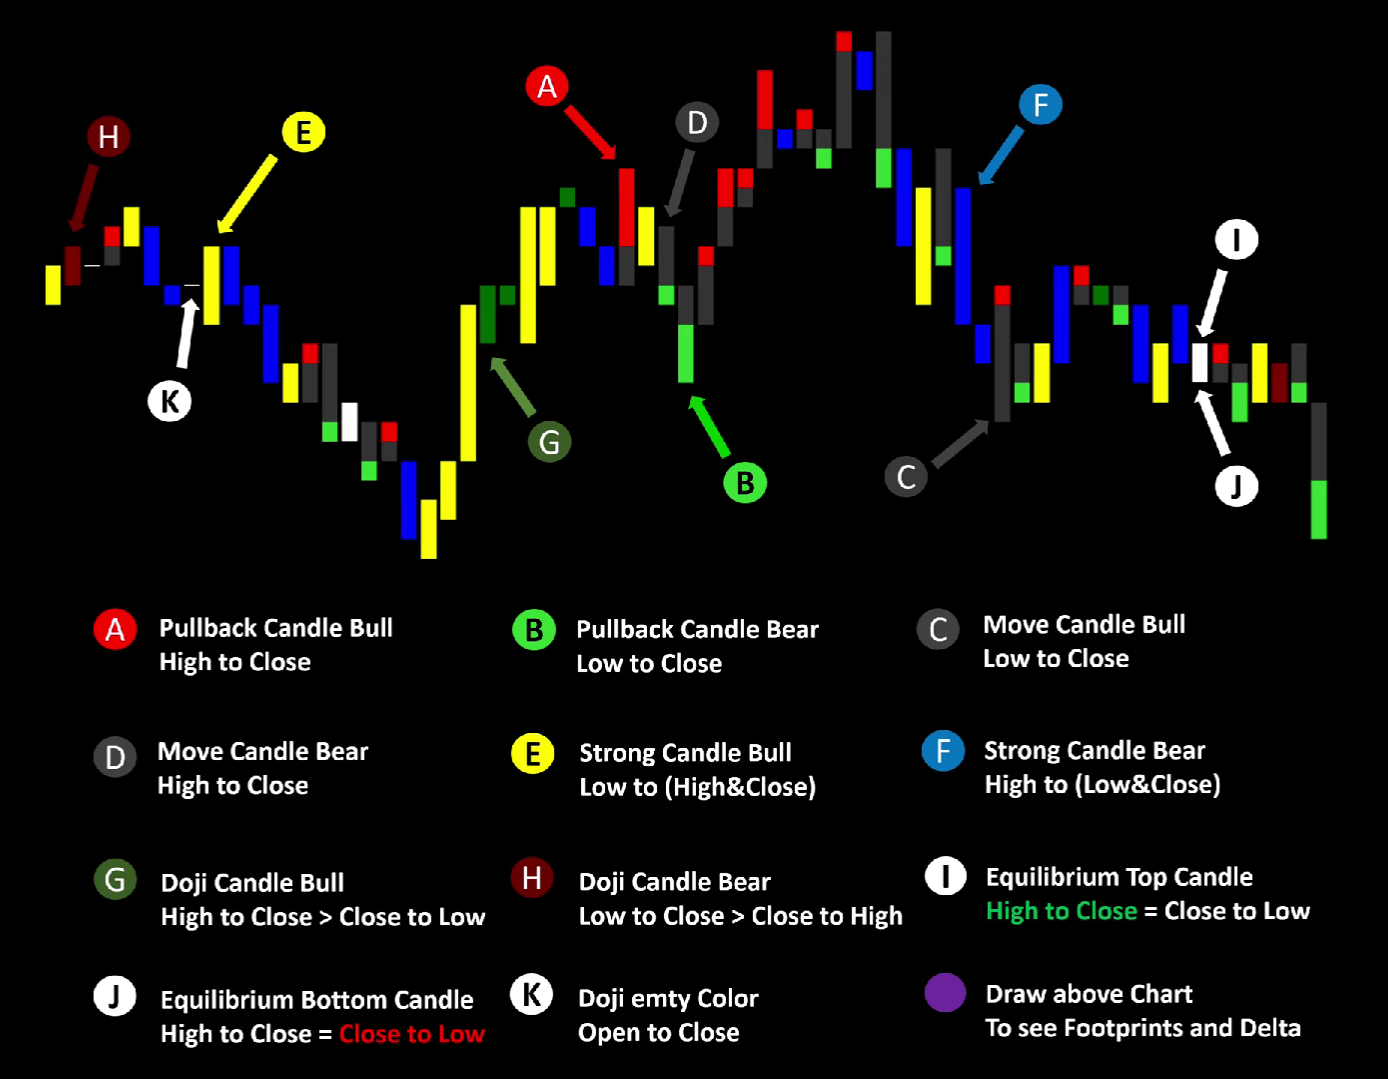 H
E
A
D
F
K
G
B
C
I
J
A Pullback Candle Bull
High to Close
B Pullback Candle Bear
Low to Close
C Move Candle Bull
Low to Close
D Move Candle Bear
High to Close
E Strong Candle Bull
Low to (High&Close)
F Strong Candle Bear
High to (Low&Close)
G Doji Candle Bull
High to Close > Close to Low
H Doji Candle Bear
Low to Close > Close to High
I Equilibrium Top Candle
High to Close = Close to Low
J Equilibrium Bottom Candle
High to Close = Close to Low
K Doji emty Color
Open to Close
Draw above Chart
To see Footprints and Delta